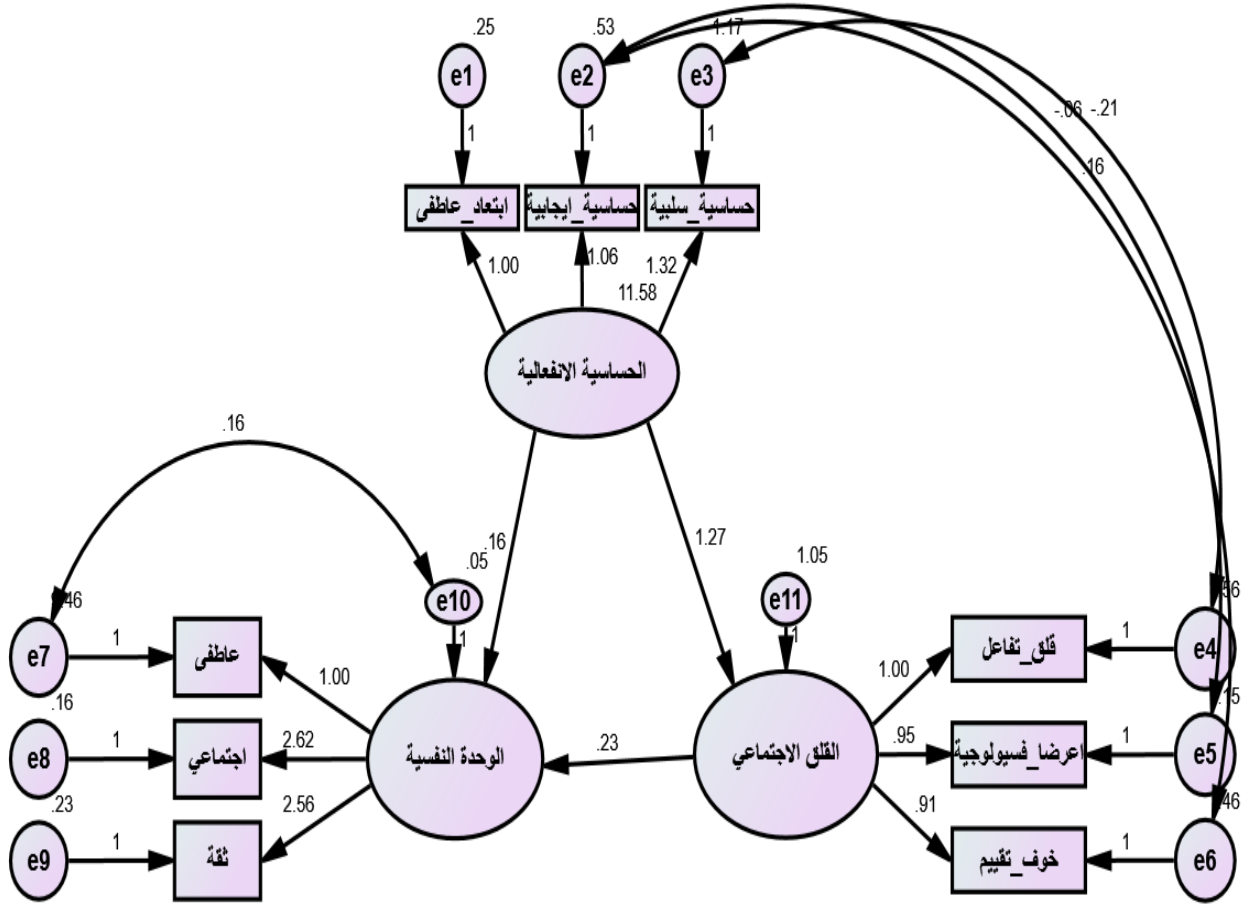 .25
.53
1.17
e1
e2
e3
1
1
1
-.06
-.21
.16
ابتعاد_عاطفى
حساسية_ايجابية
حساسية_سلبية
1.00
1.06
1.32
11.58
الحساسية الانفعالية
.16
.16
1.27
.05
1.05
e10
e11
1
1
e7
1
عاطفى
1.00
.16
e8
1
اجتماعي
2.62
.23
e9
1
ثقة
2.56
الوحدة النفسية
.23
القلق الاجتماعي
1.00
قلق_تفاعل
1
e4
.56
.95
اعرضا_فسيولوجية
1
e5
.15
.91
خوف_تقييم
1
e6
.46